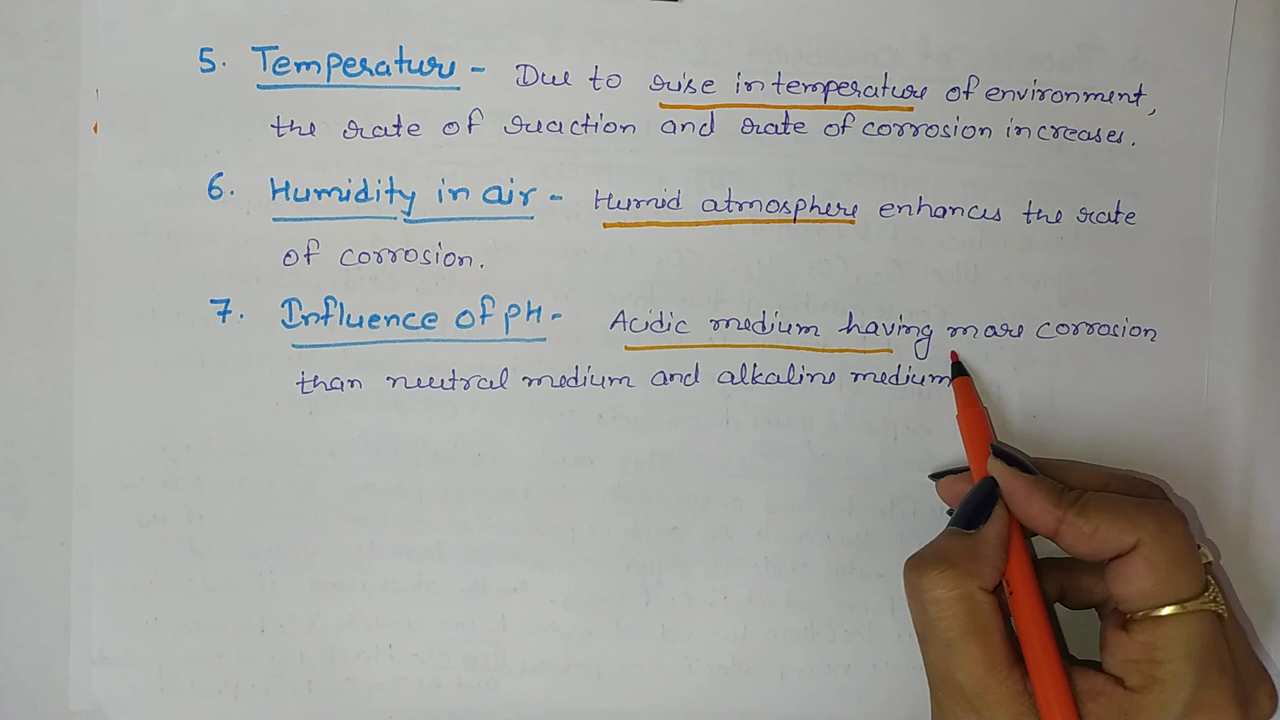 5. Temperature - Due to rise in temperature of environment,
the rate of reaction and rate of corrosion increases.
6. Humidity in air - Humid atmosphere enhances the rate
of corrosion.
7. Influence of pH - Acidic medium having more corrosion
than neutral medium and alkaline medium